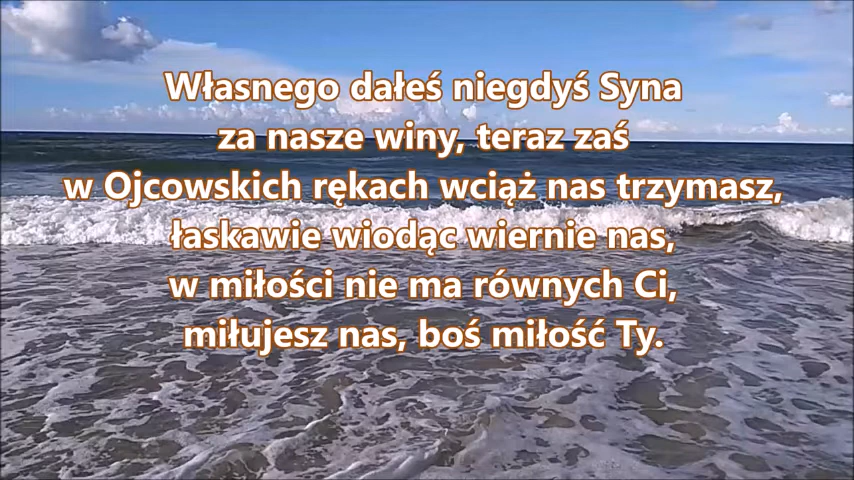 Własnego dałeś niegdyś Syna
za nasze winy, teraz zaś
w Ojcowskich rękach wciąż nas trzymasz,
łaskawie wiodąc wiernie nas,
w miłości nie ma równych Ci,
miłujesz nas, boś miłość Ty.